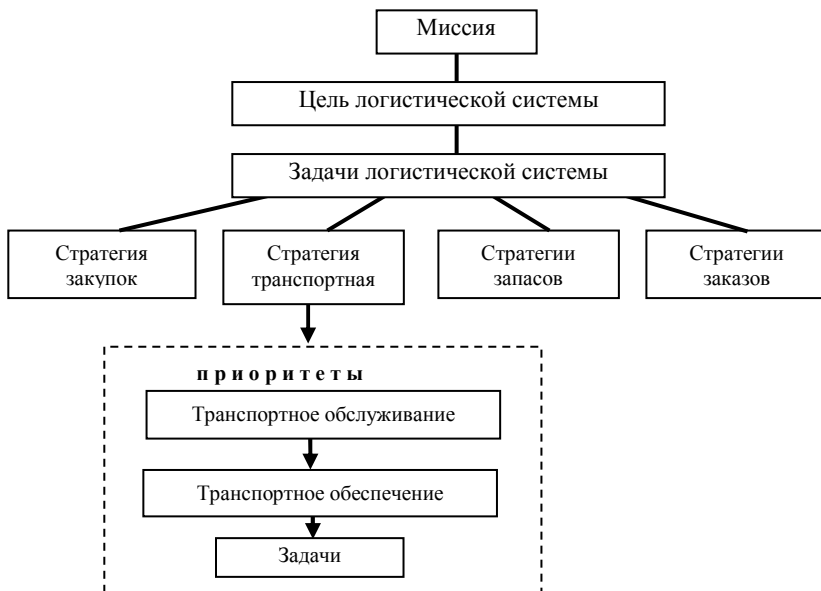 Миссия
Цель логистической системы
Задачи логистической системы
Стратегия
закупок
Стратегия
транспортная
Стратегии
запасов
Стратегии
заказов
приоритеты
Транспортное обслуживание
Транспортное обеспечение
Задачи